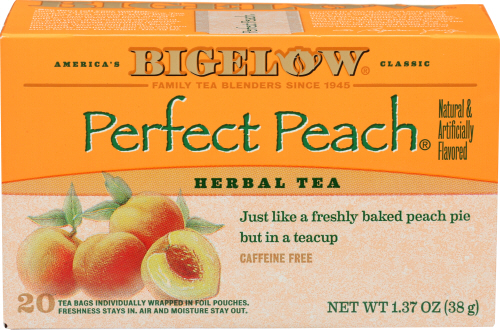 AMERICA'S BIGELOW® CLASSIC
FAMILY TEA BLENDERS SINCE 1945
Perfect Peach®
Natural &
Artificially
Flavored
HERBAL TEA
Just like a freshly baked peach pie
but in a teacup
CAFFEINE FREE
20 TEA BAGS INDIVIDUALLY WRAPPED IN FOIL POUCHES.
FRESHNESS STAYS IN. AIR AND MOISTURE STAY OUT.
NET WT 1.37 OZ (38 g)